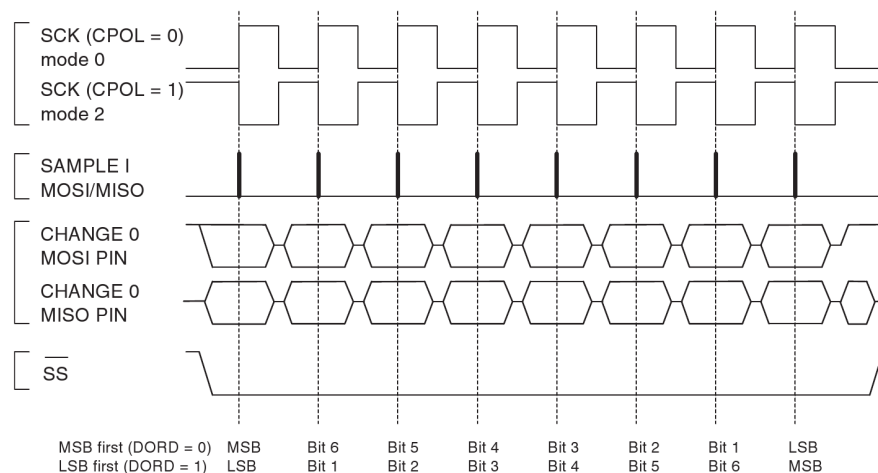 SCK (CPOL = 0)
mode 0
SCK (CPOL = 1)
mode 2
SAMPLE I
MOSI/MISO
CHANGE 0
MOSI PIN
CHANGE 0
MISO PIN
SS
MSB first (DORD = 0) MSB Bit 6 Bit 5 Bit 4 Bit 3 Bit 2 Bit 1 LSB
LSB first (DORD = 1) LSB Bit 1 Bit 2 Bit 3 Bit 4 Bit 5 Bit 6 MSB